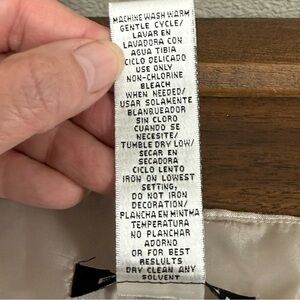 MACHINE WASH WARM
GENTLE CYCLE/
LAVAR EN
LAVADORA CON
AGUA TIBIA
CICLO DELICADO
USE ONLY
NON-CHLORINE
BLEACH
WHEN NEEDED/
USAR SOLAMENTE
BLANQUEADOR
SIN CLORO
CUANDO SE
NECESITE/
TUMBLE DRY LOW/
SECAR EN
SECADORA
CICLO LENTO
IRON ON LOWEST
SETTING,
DO NOT IRON
DECORATION/
PLANCHA EN MINTMA
TEMPERATURA
NO PLANCHAR
ADORNO
OR FOR BEST
RESLULTS
DRY CLEAN ANY
SOLVENT